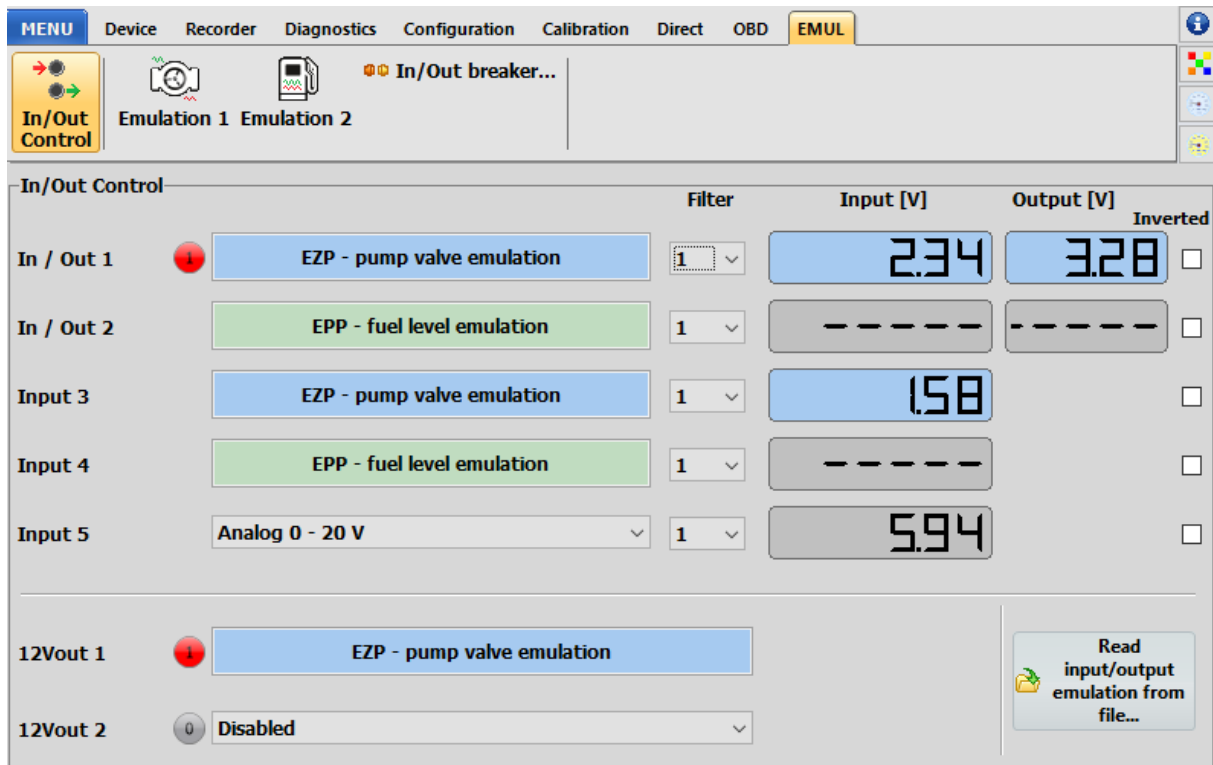 MENU Device Recorder Diagnostics Configuration Calibration Direct OBD EMUL
In/Out Control
Emulation 1
Emulation 2
In/Out breaker...
In/Out Control
Filter Input [V] Output [V]
Inverted
In / Out 1 1 EZP - pump valve emulation 1 2.34 3.28
In / Out 2 EPP - fuel level emulation 1 ----- -----
Input 3 EZP - pump valve emulation 1 1.58
Input 4 EPP - fuel level emulation 1 -----
Input 5 Analog 0 - 20 V 1 5.94
12Vout 1 1 EZP - pump valve emulation
12Vout 2 0 Disabled
Read
input/output
emulation from
file...